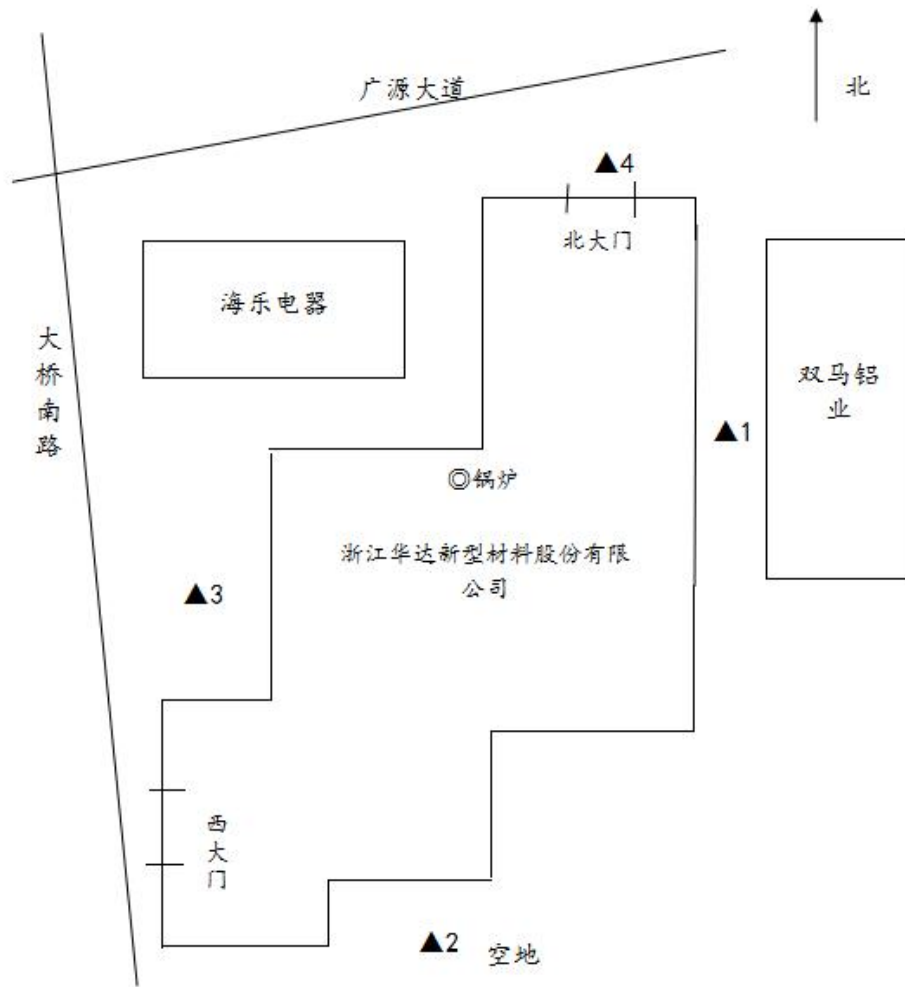 广源大道
北
▲4
北大门
海乐电器
大桥南路
双马铝
业
▲1
◎锅炉
浙江华达新型材料股份有限
公司
▲3
西大门
▲2
空地